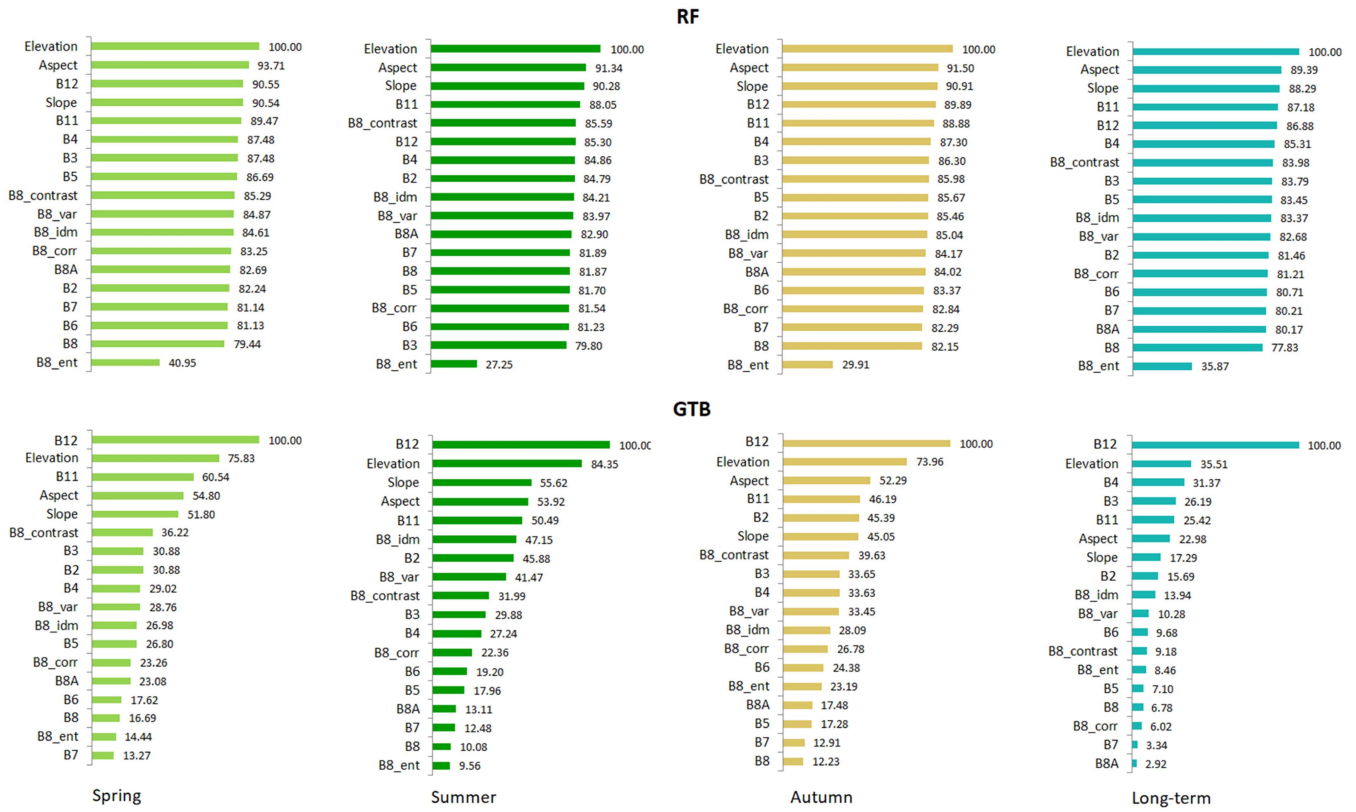 RF
Elevation 100.00
Aspect 93.71
B12 90.55
Slope 90.54
B11 89.47
B4 87.48
B3 87.48
B5 86.69
B8_contrast 85.29
B8_var 84.87
B8_idm 84.61
B8_corr 83.25
B8A 82.69
B2 82.24
B7 81.14
B6 81.13
B8 79.44
B8_ent 40.95
Elevation 100.00
Aspect 91.34
Slope 90.28
B11 88.05
B8_contrast 85.59
B12 85.30
B4 84.86
B2 84.79
B8_idm 84.21
B8_var 83.97
B8A 82.90
B7 81.89
B8 81.87
B5 81.70
B8_corr 81.54
B6 81.23
B3 79.80
B8_ent 27.25
Elevation 100.00
Aspect 91.50
Slope 90.91
B12 89.89
B11 88.88
B4 87.30
B3 86.30
B8_contrast 85.98
B5 85.67
B2 85.46
B8_idm 85.04
B8_var 84.17
B8A 84.02
B6 83.37
B8_corr 82.84
B7 82.29
B8 82.15
B8_ent 29.91
Elevation 100.00
Aspect 89.39
Slope 88.29
B11 87.18
B12 86.88
B4 85.31
B8_contrast 83.98
B3 83.79
B5 83.45
B8_idm 83.37
B8_var 82.68
B2 81.46
B8_corr 81.21
B6 80.71
B7 80.21
B8A 80.17
B8 77.83
B8_ent 35.87
GTB
B12 100.00
Elevation 75.83
B11 60.54
Aspect 54.80
Slope 51.80
B8_contrast 36.22
B3 30.88
B2 30.88
B4 29.02
B8_var 28.76
B8_idm 26.98
B5 26.80
B8_corr 23.26
B8A 23.08
B6 17.62
B8 16.69
B8_ent 14.44
B7 13.27
Spring
B12 100.00
Elevation 84.35
Slope 55.62
Aspect 53.92
B11 50.49
B8_idm 47.15
B2 45.88
B8_var 41.47
B8_contrast 31.99
B3 29.88
B4 27.24
B8_corr 22.36
B6 19.20
B5 17.96
B8A 13.11
B7 12.48
B8 10.08
B8_ent 9.56
Summer
B12 100.00
Elevation 73.96
Aspect 52.29
B11 46.19
B2 45.39
Slope 45.05
B8_contrast 39.63
B3 33.65
B4 33.63
B8_var 33.45
B8_idm 28.09
B8_corr 26.78
B6 24.38
B8_ent 23.19
B8A 17.48
B5 17.28
B7 12.91
B8 12.23
Autumn
B12 100.00
Elevation 35.51
B4 31.37
B3 26.19
B11 25.42
Aspect 22.98
Slope 17.29
B2 15.69
B8_idm 13.94
B8_var 10.28
B6 9.68
B8_contrast 9.18
B8_ent 8.46
B5 7.10
B8 6.78
B8_corr 6.02
B7 3.34
B8A 2.92
Long-term